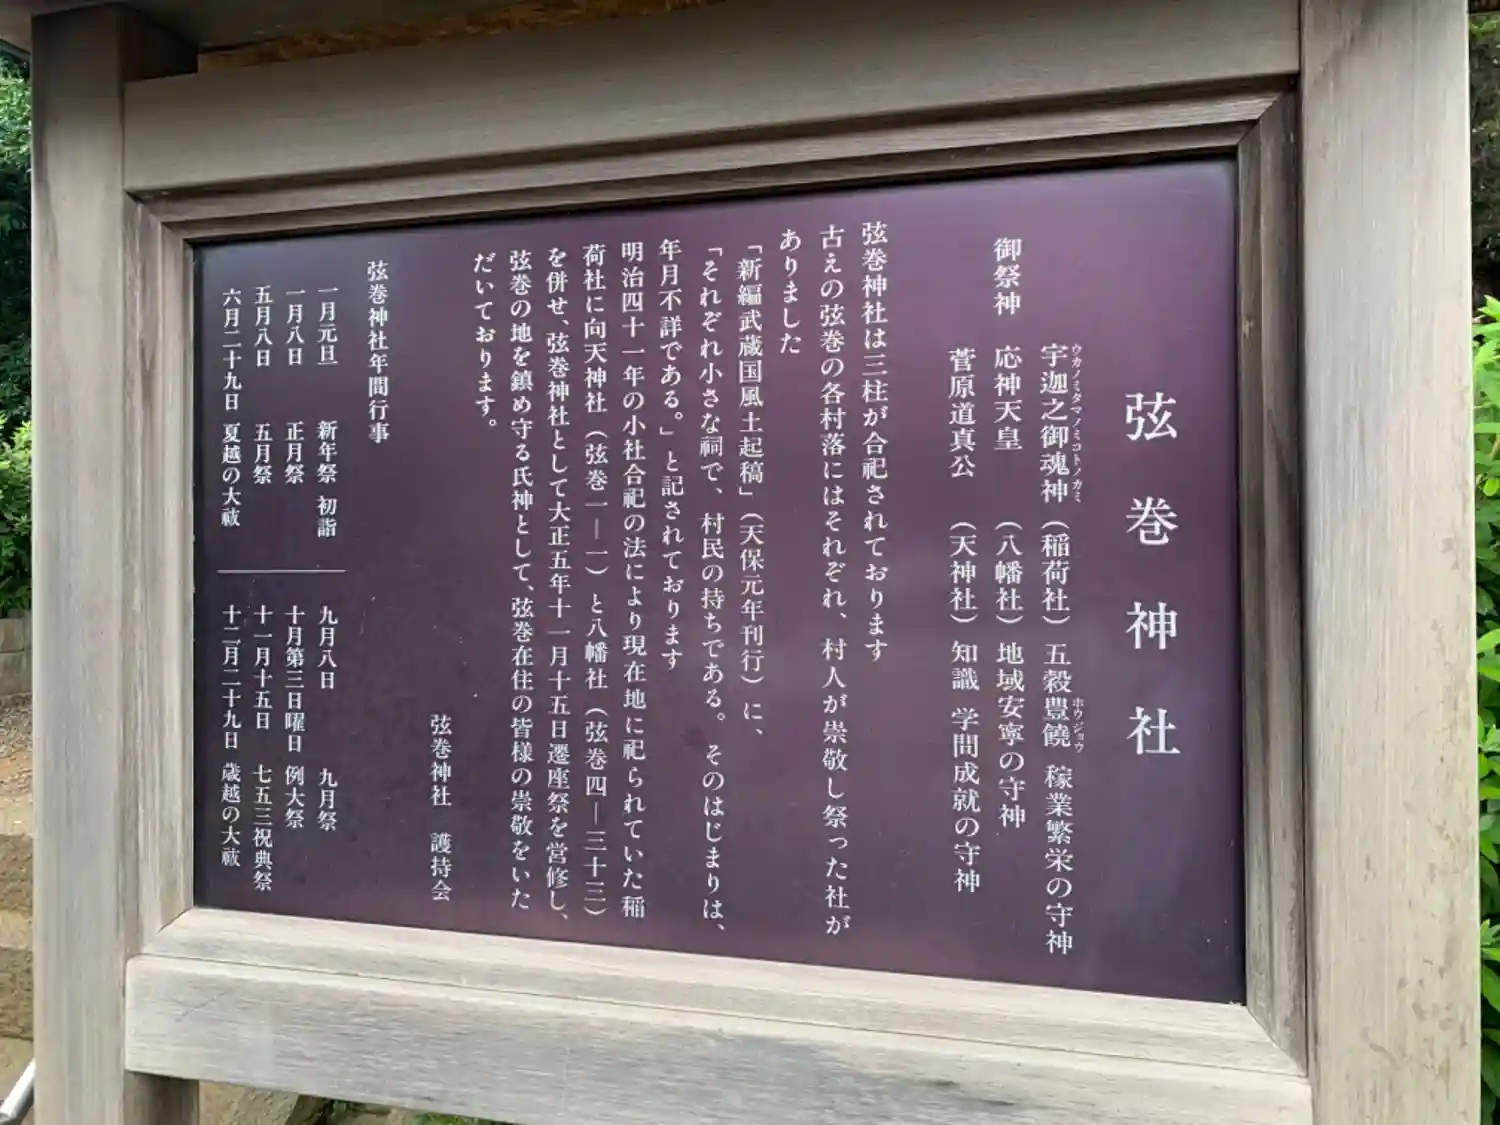 弦巻神社
御祭神　宇迦之御魂神（稲荷社）五穀豊饒　稼業繁栄の守神
ウカノミタマノミコトノカミ
ホウジョウ
応神天皇　（八幡社）地域安寧の守神
菅原道真公　（天神社）知識　学問成就の守神
弦巻神社は三柱が合祀されております
古えの弦巻の各村落にはそれぞれ、村人が崇敬し祭った社が
ありました
「新編武蔵国風土起稿」（天保元年刊行）に、
「それぞれ小さな祠で、村民の持ちである。そのはじまりは、
年月不詳である。」と記されております
明治四十一年の小社合祀の法により現在地に祀られていた稲
荷社に向天神社（弦巻一―一）と八幡社（弦巻四―三十三）
を併せ、弦巻神社として大正五年十一月十五日遷座祭を営修し、
弦巻の地を鎮め守る氏神として、弦巻在住の皆様の崇敬をいた
だいております。
弦巻神社　護持会
弦巻神社年間行事
一月元旦　新年祭　初詣
一月八日　正月祭
五月八日　五月祭
六月二十九日　夏越の大祓
九月八日　九月祭
十月第三日曜日　例大祭
十一月十五日　七五三祝典祭
十二月二十九日　歳越の大祓